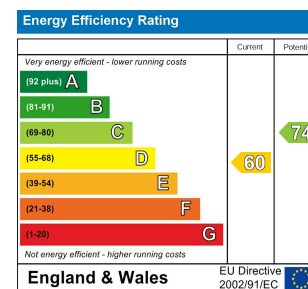 Energy Efficiency Rating
Current Potenti
Very energy efficient - lower running costs
(92 plus) A
(81-91) B
(69-80) C 74
(55-68) D 60
(39-54) E
(21-38) F
(1-20) G
Not energy efficient - higher running costs
England & Wales
EU Directive
2002/91/EC